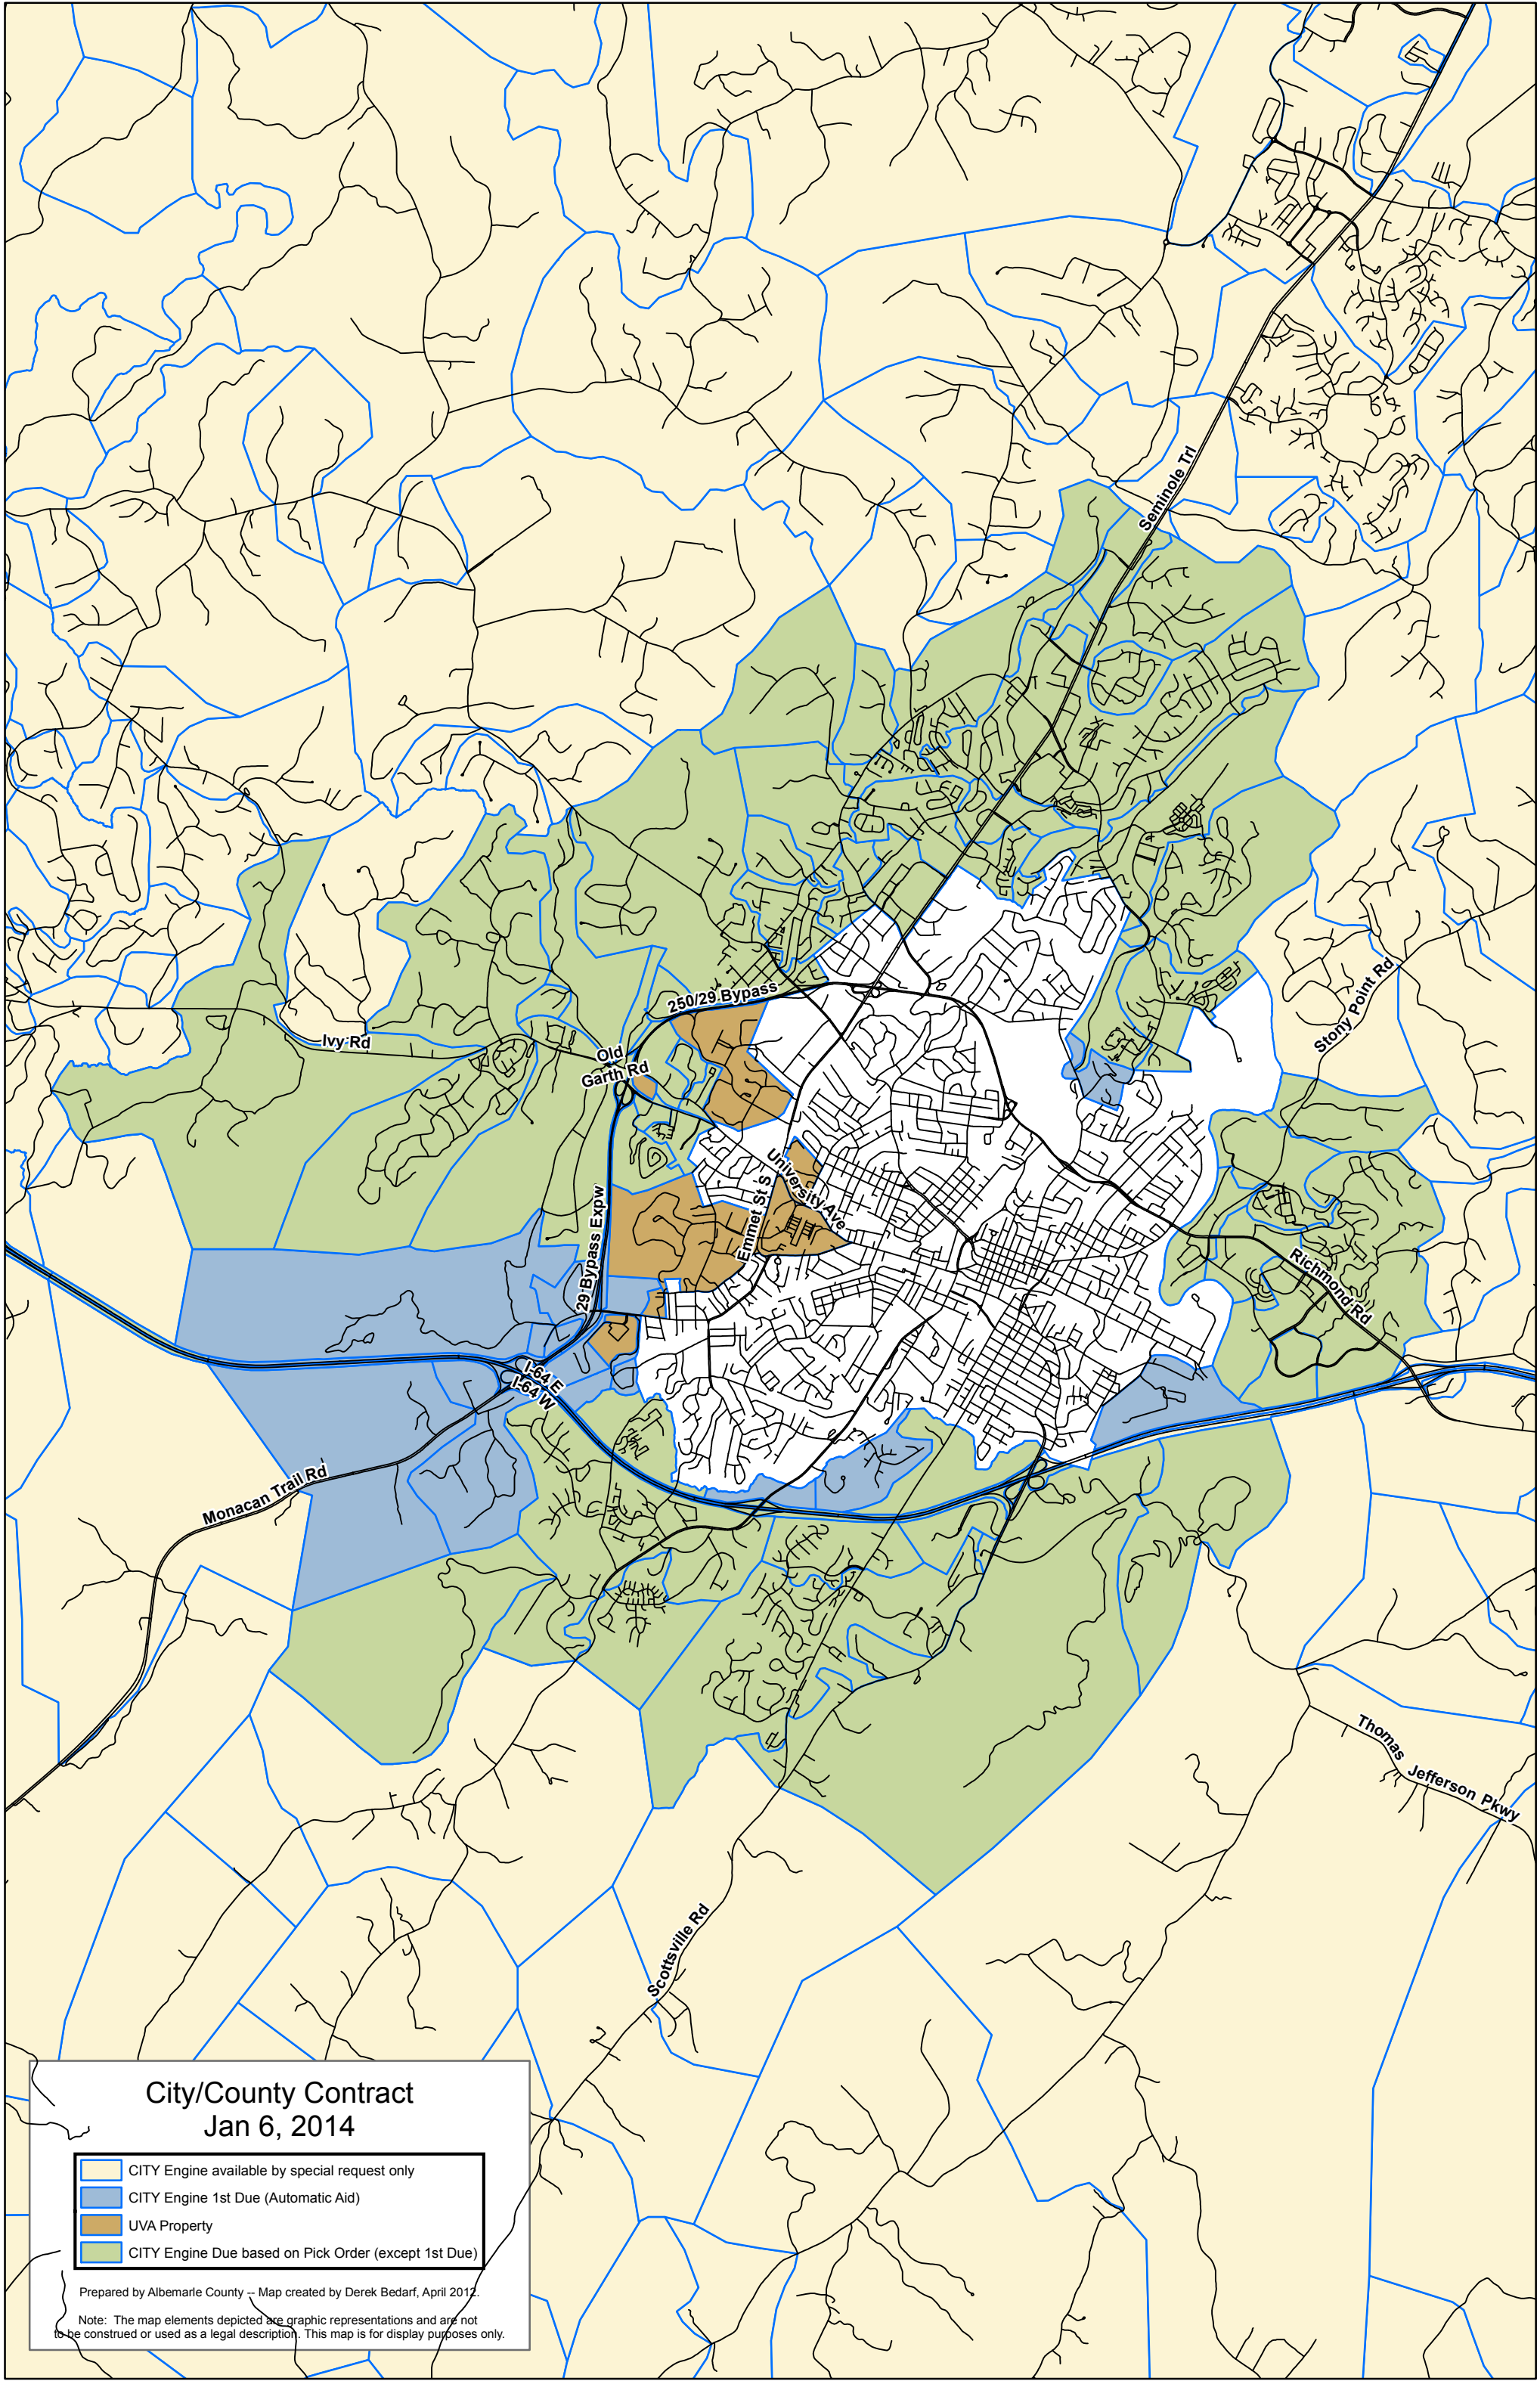 Seminole Trl
Stony Point Rd
250/29 Bypass
Ivy Rd
Old
Garth Rd
University Ave
Emmet St S
29 Bypass Expw
Richmond Rd
I-64 E
I-64 W
Monacan Trail Rd
Thomas Jefferson Pkwy
Scottsville Rd
City/County Contract
Jan 6, 2014
CITY Engine available by special request only
CITY Engine 1st Due (Automatic Aid)
UVA Property
CITY Engine Due based on Pick Order (except 1st Due)
Prepared by Albemarle County -- Map created by Derek Bedarf, April 2012.
Note: The map elements depicted are graphic representations and are not
to be construed or used as a legal description. This map is for display purposes only.